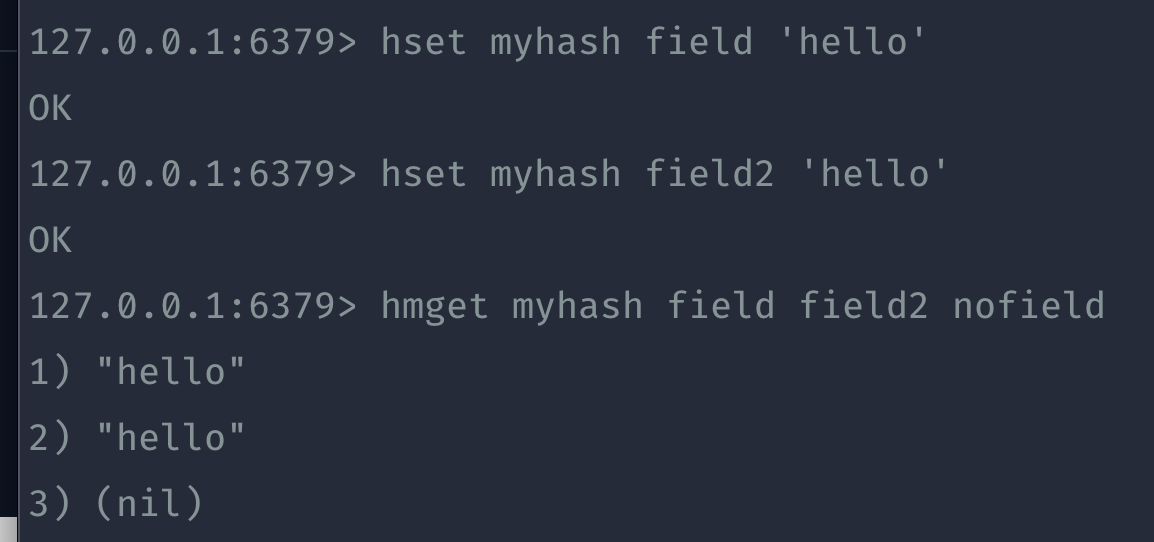 127.0.0.1:6379> hset myhash field 'hello'
OK
127.0.0.1:6379> hset myhash field2 'hello'
OK
127.0.0.1:6379> hmget myhash field field2 nofield
1) "hello"
2) "hello"
3) (nil)